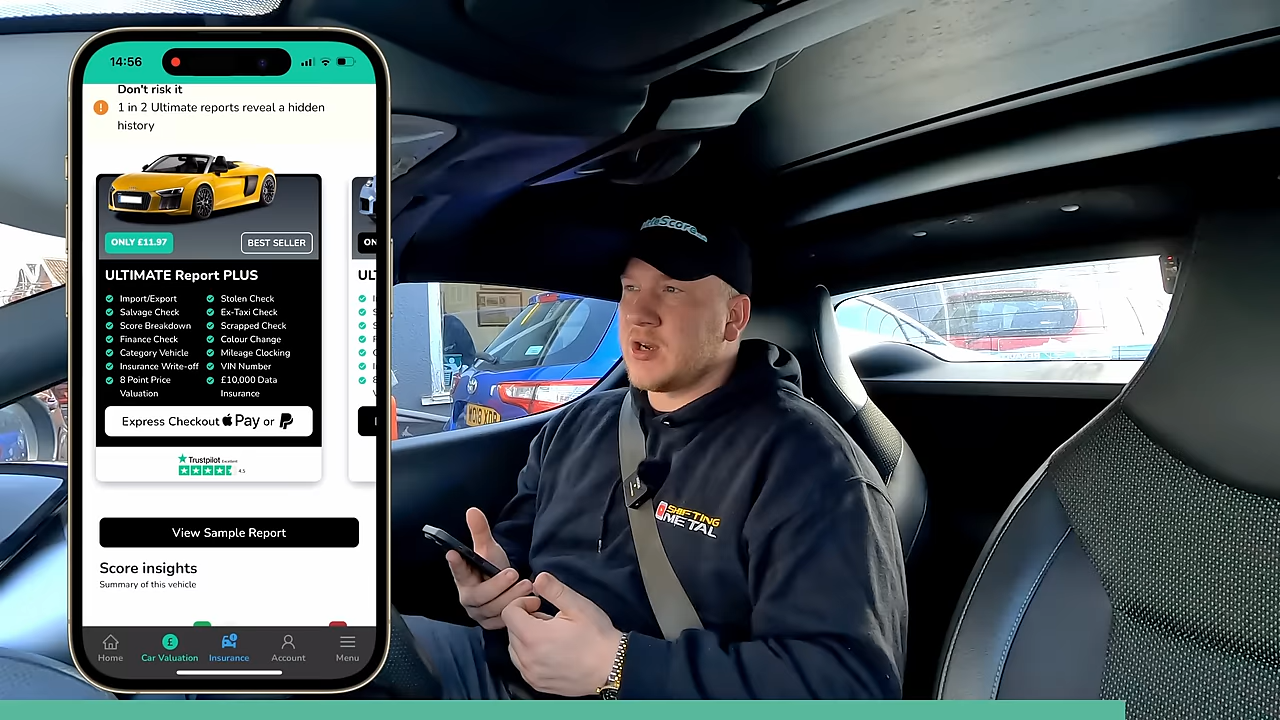 14:56
Don't risk it
1 in 2 Ultimate reports reveal a hidden
history
ONLY £11.97
BEST SELLER
ULTIMATE Report PLUS
Import/Export
Stolen Check
Salvage Check
Ex-Taxi Check
Score Breakdown
Scrapped Check
Finance Check
Colour Change
Category Vehicle
Mileage Clocking
Insurance Write-off
VIN Number
8 Point Price
Valuation
£10,000 Data
Insurance
Express Checkout Pay or
Trustpilot
4.5
View Sample Report
Score insights
Summary of this vehicle
Home
Car Valuation
Insurance
Account
Menu
SHIFTING
METAL